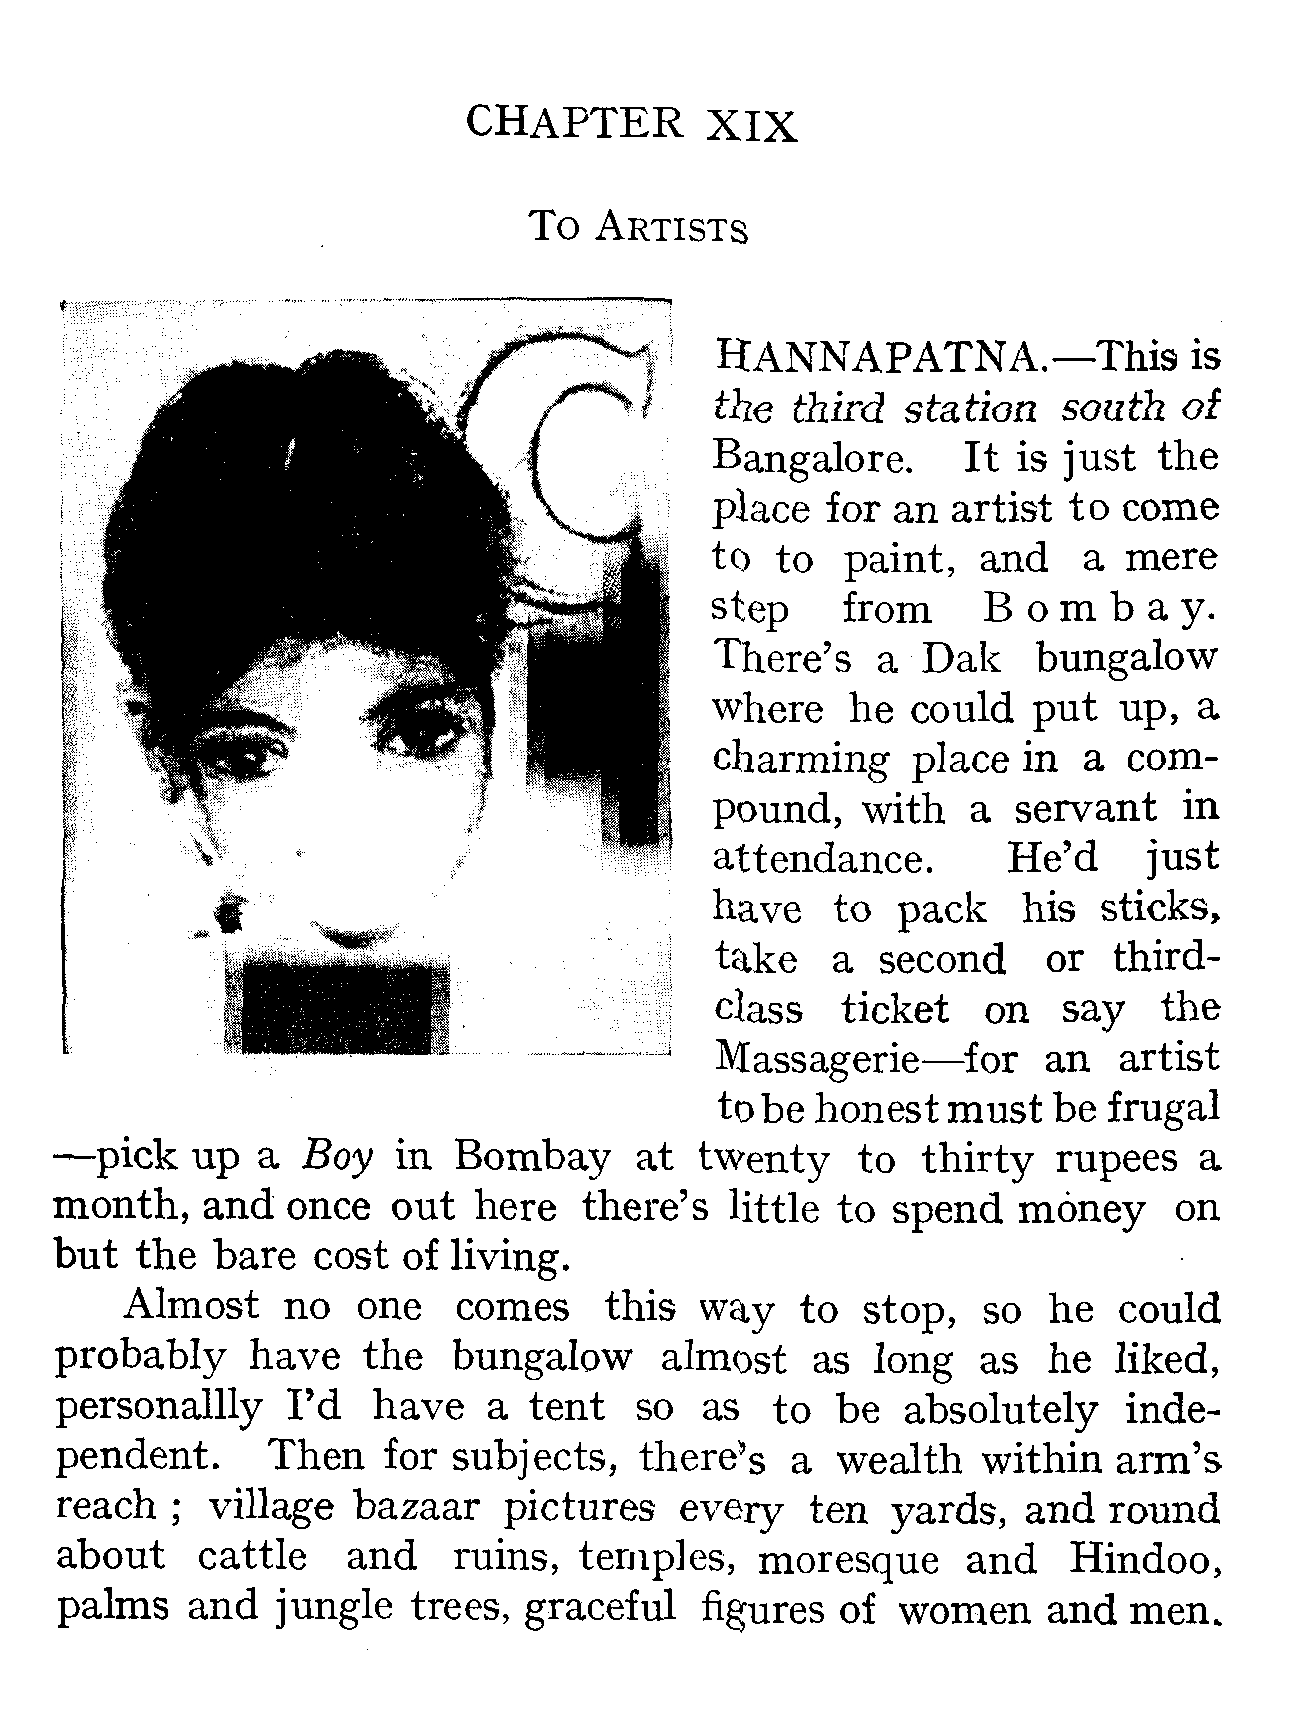 CHAPTER XIX
To Artists
C
HANNAPATNA.—This is
the third station south of
Bangalore. It is just the
place for an artist to come
to to paint, and a mere
step from Bombay.
There's a Dak bungalow
where he could put up, a
charming place in a com-
pound, with a servant in
attendance. He'd just
have to pack his sticks,
take a second or third-
class ticket on say the
Massagerie—for an artist
to be honest must be frugal
—pick up a Boy in Bombay at twenty to thirty rupees a
month, and once out here there's little to spend money on
but the bare cost of living.
Almost no one comes this way to stop, so he could
probably have the bungalow almost as long as he liked,
personallly I'd have a tent so as to be absolutely inde-
pendent. Then for subjects, there's a wealth within arm's
reach ; village bazaar pictures every ten yards, and round
about cattle and ruins, temples, moresque and Hindoo,
palms and jungle trees, graceful figures of women and men.